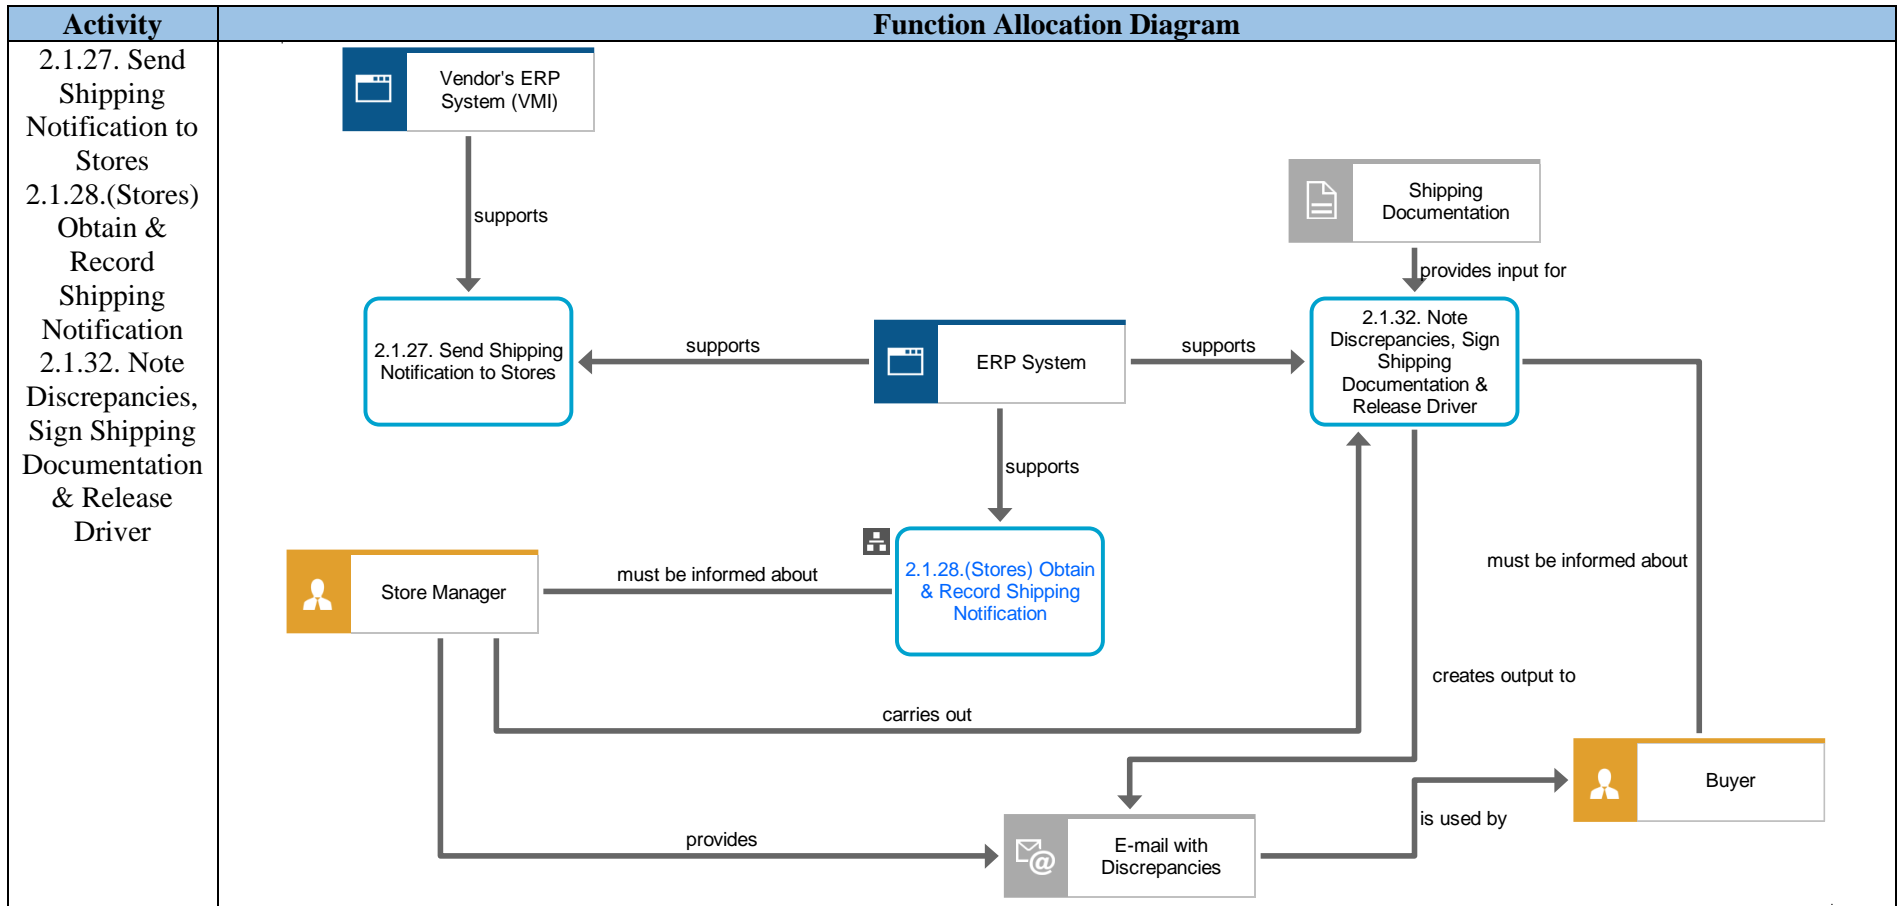 Activity
Function Allocation Diagram
2.1.27. Send
Shipping
Notification to
Stores
2.1.28.(Stores)
Obtain &
Record
Shipping
Notification
2.1.32. Note
Discrepancies,
Sign Shipping
Documentation
& Release
Driver
Vendor's ERP
System (VMI)
supports
Shipping
Documentation
provides input for
2.1.27. Send Shipping
Notification to Stores
supports
ERP System
supports
2.1.32. Note
Discrepancies, Sign
Shipping
Documentation &
Release Driver
supports
Store Manager
must be informed about
2.1.28.(Stores) Obtain
& Record Shipping
Notification
must be informed about
creates output to
carries out
Buyer
is used by
provides
E-mail with
Discrepancies